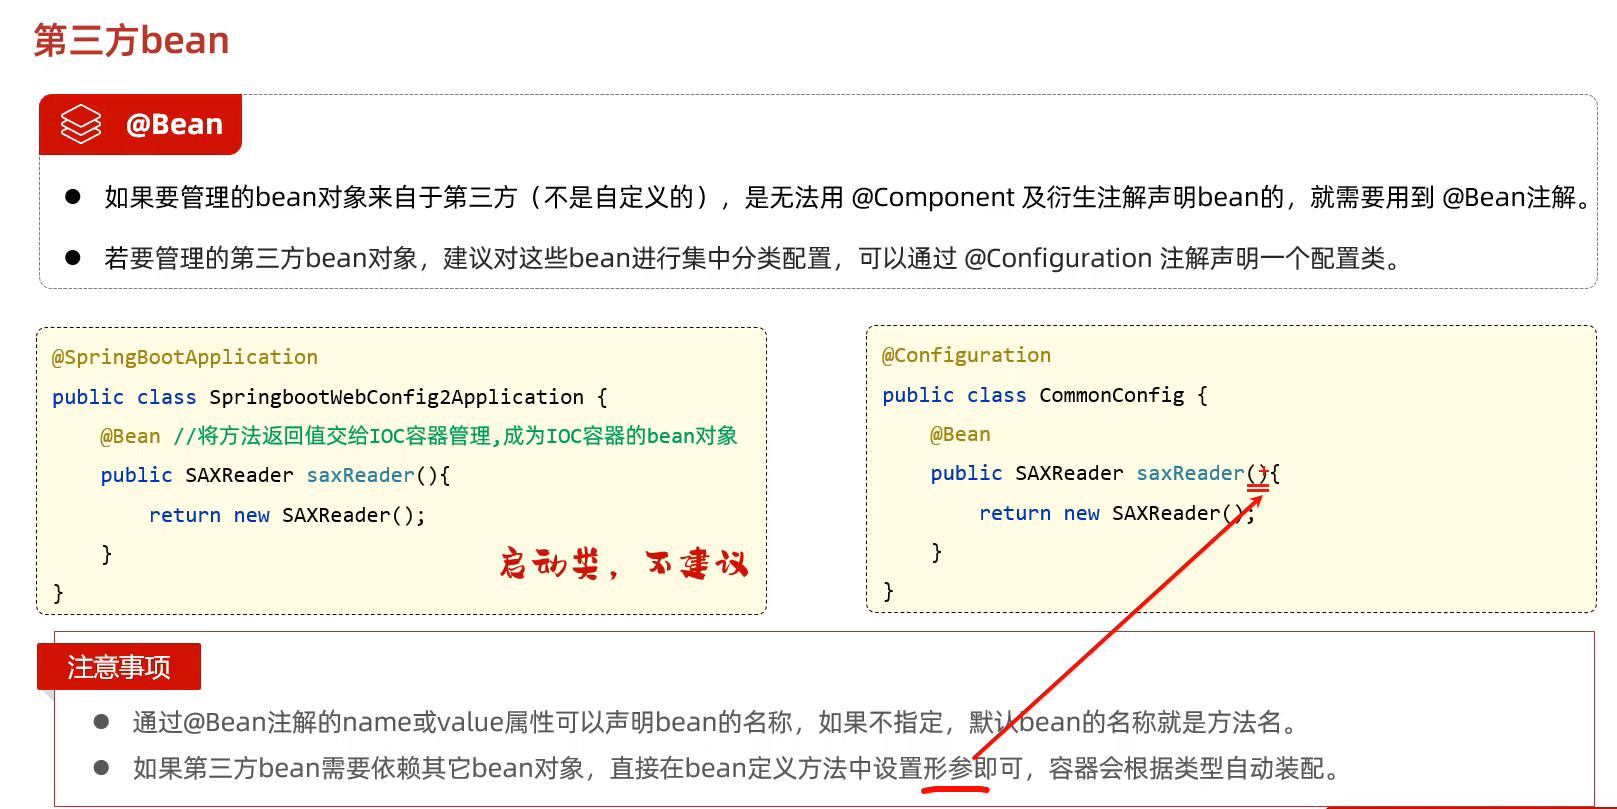 第三方bean
@Bean
如果要管理的bean对象来自于第三方（不是自定义的），是无法用 @Component 及衍生注解声明bean的，就需要用到 @Bean注解。
若要管理的第三方bean对象，建议对这些bean进行集中分类配置，可以通过 @Configuration 注解声明一个配置类。
@SpringBootApplication
public class SpringbootWebConfig2Application {
@Bean //将方法返回值交给IOC容器管理,成为IOC容器的bean对象
public SAXReader saxReader(){
return new SAXReader();
}
}
启动类，不建议
@Configuration
public class CommonConfig {
@Bean
public SAXReader saxReader(){
return new SAXReader();
}
}
注意事项
通过@Bean注解的name或value属性可以声明bean的名称，如果不指定，默认bean的名称就是方法名。
如果第三方bean需要依赖其它bean对象，直接在bean定义方法中设置形参即可，容器会根据类型自动装配。